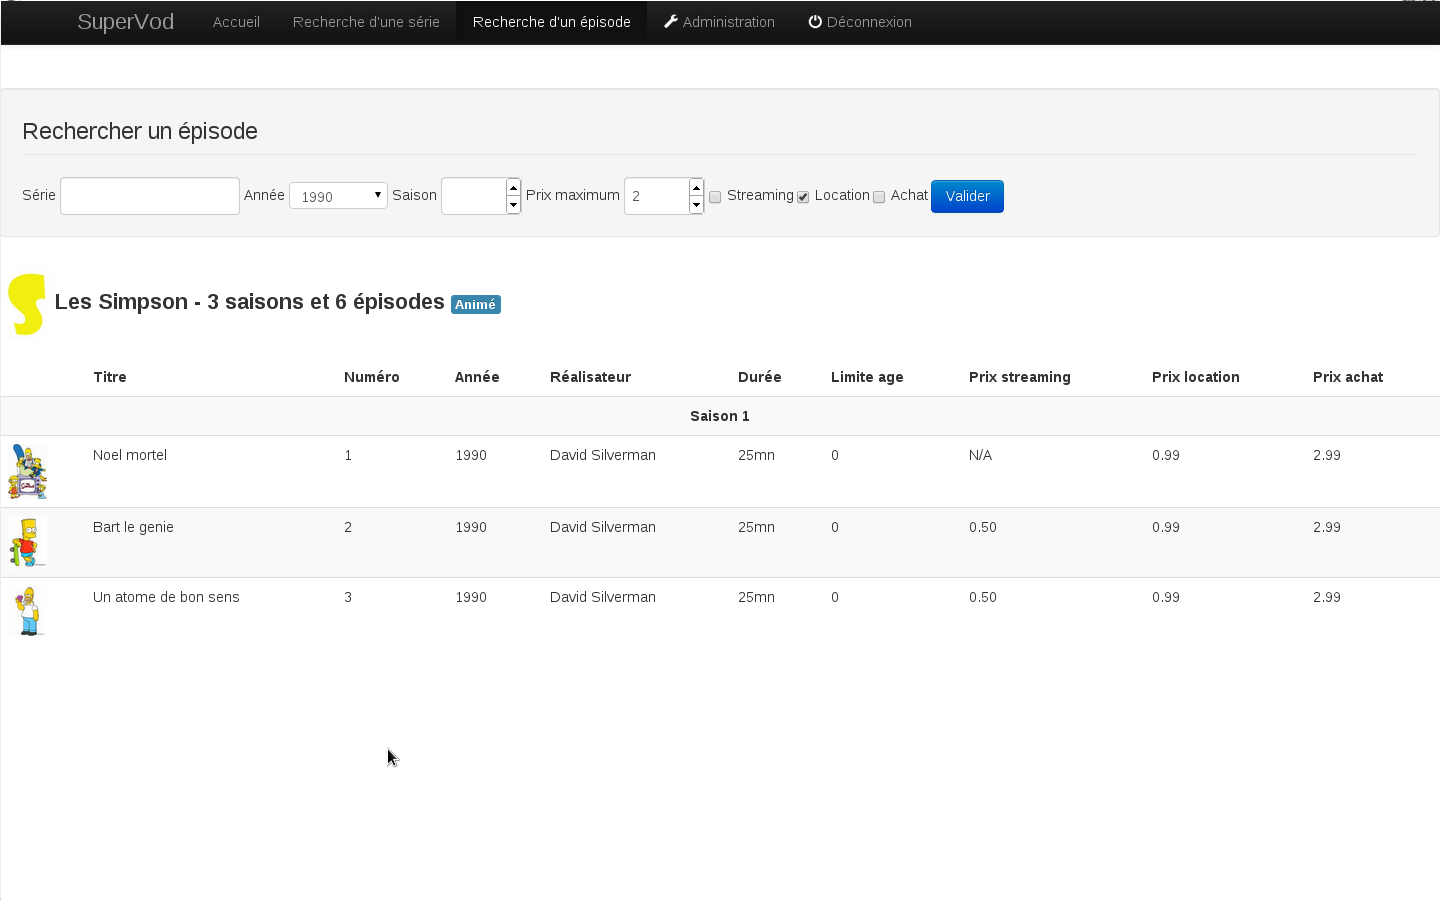 SuperVod Accueil Recherche d'une série Recherche d'un épisode Administration Déconnexion
Rechercher un épisode
Série Année 1990 Saison Prix maximum 2 Streaming Location Achat Valider
Les Simpson - 3 saisons et 6 épisodes Animé
Titre Numéro Année Réalisateur Durée Limite age Prix streaming Prix location Prix achat
Saison 1
Noel mortel 1 1990 David Silverman 25mn 0 N/A 0.99 2.99
Bart le genie 2 1990 David Silverman 25mn 0 0.50 0.99 2.99
Un atome de bon sens 3 1990 David Silverman 25mn 0 0.50 0.99 2.99